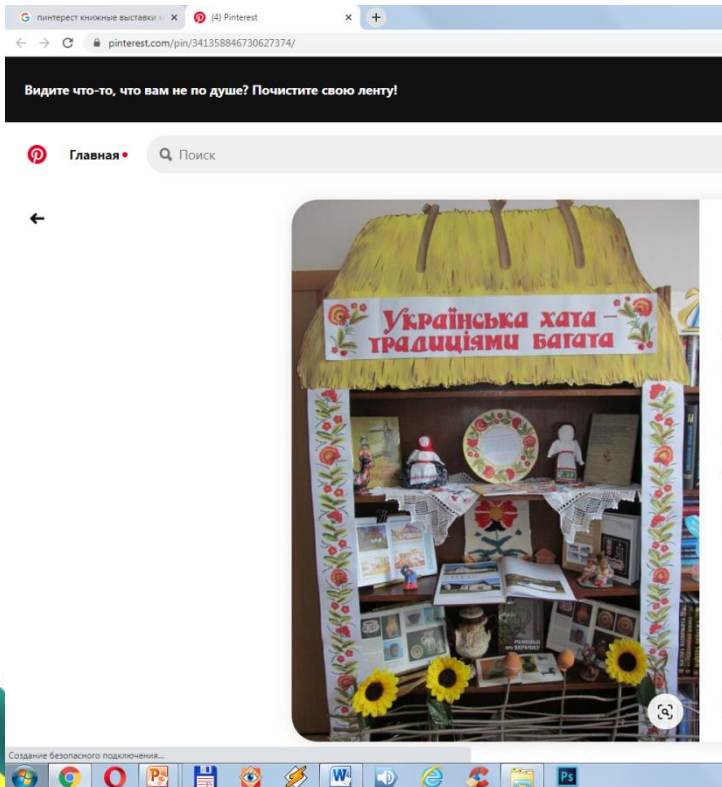 пинтерест книжные выставки
(4) Pinterest
pinterest.com/pin/341358846730627374/
Видите что-то, что вам не по душе? Почистите свою ленту!
Главная
Поиск
Українська хата –
традиціями багата
Создание безопасного подключения...